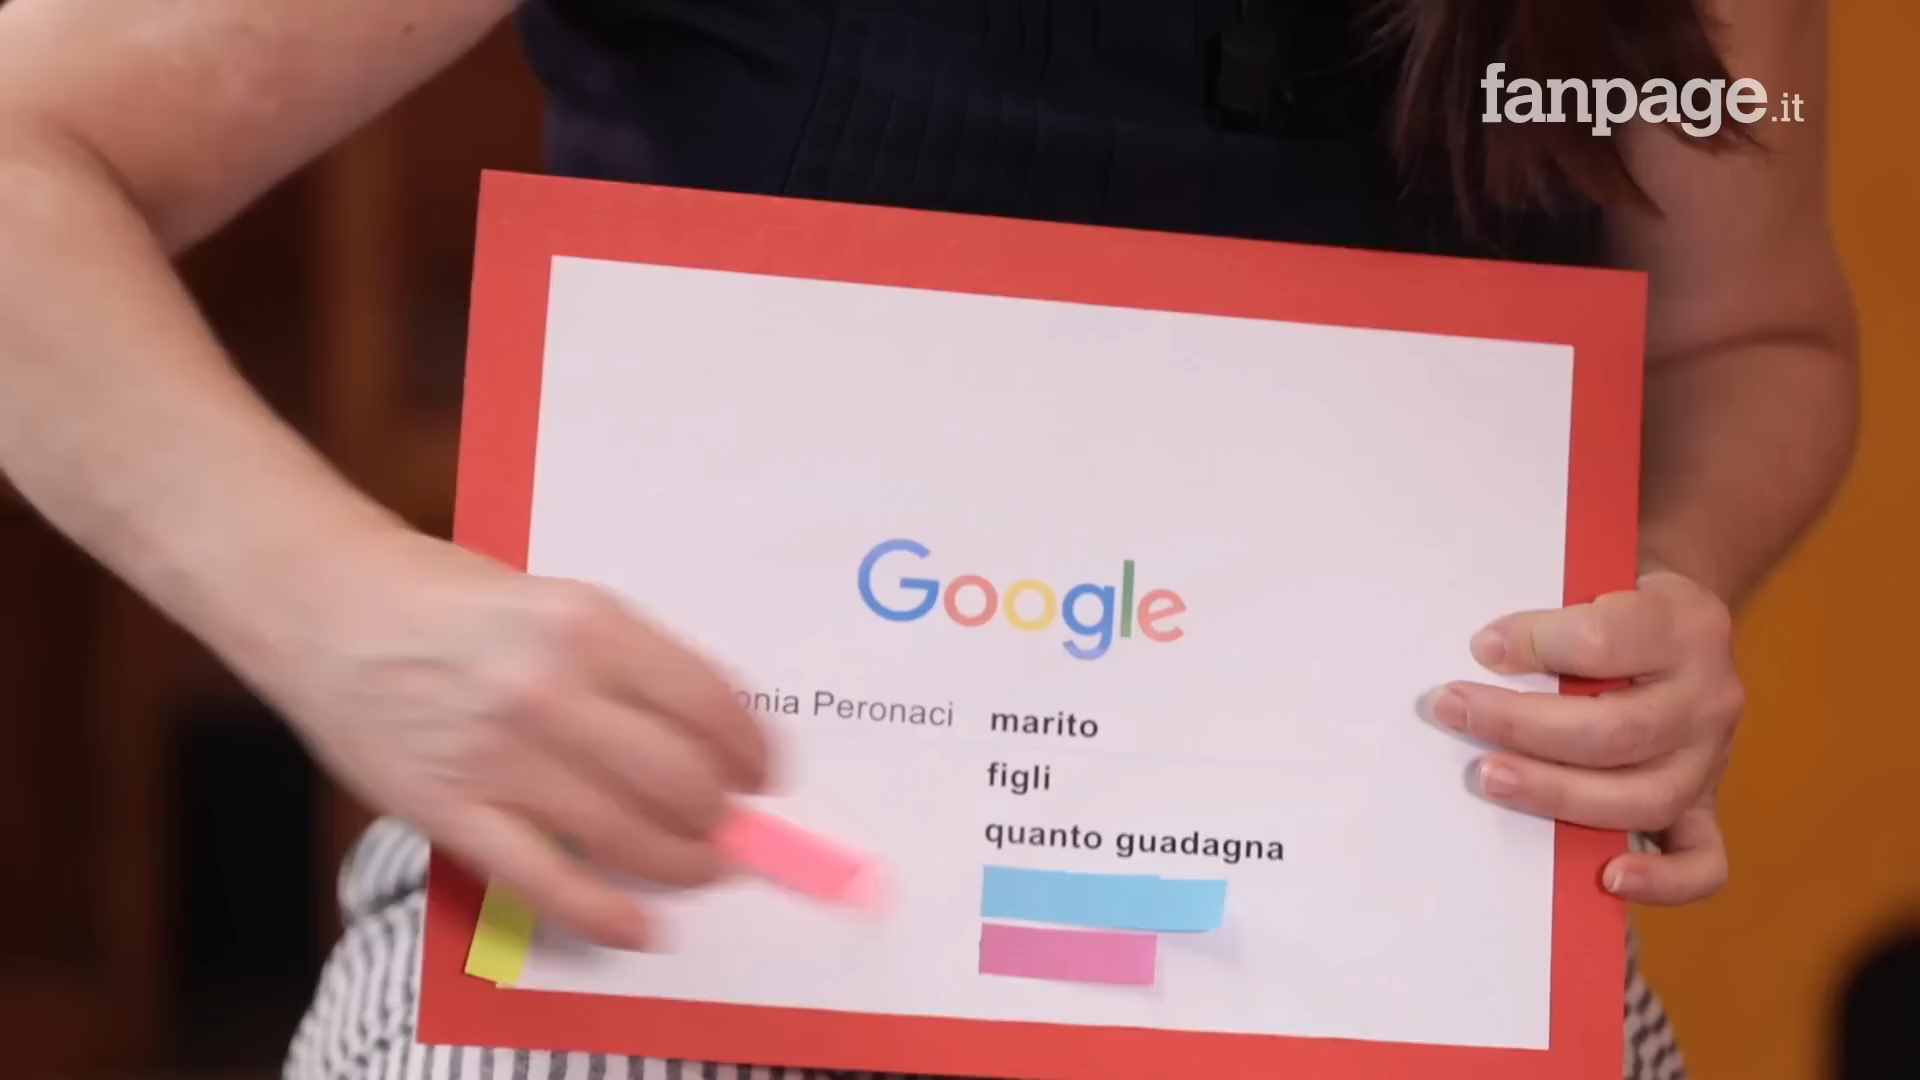 fanpage.it
Google
onia Peronaci marito
figli
quanto guadagna